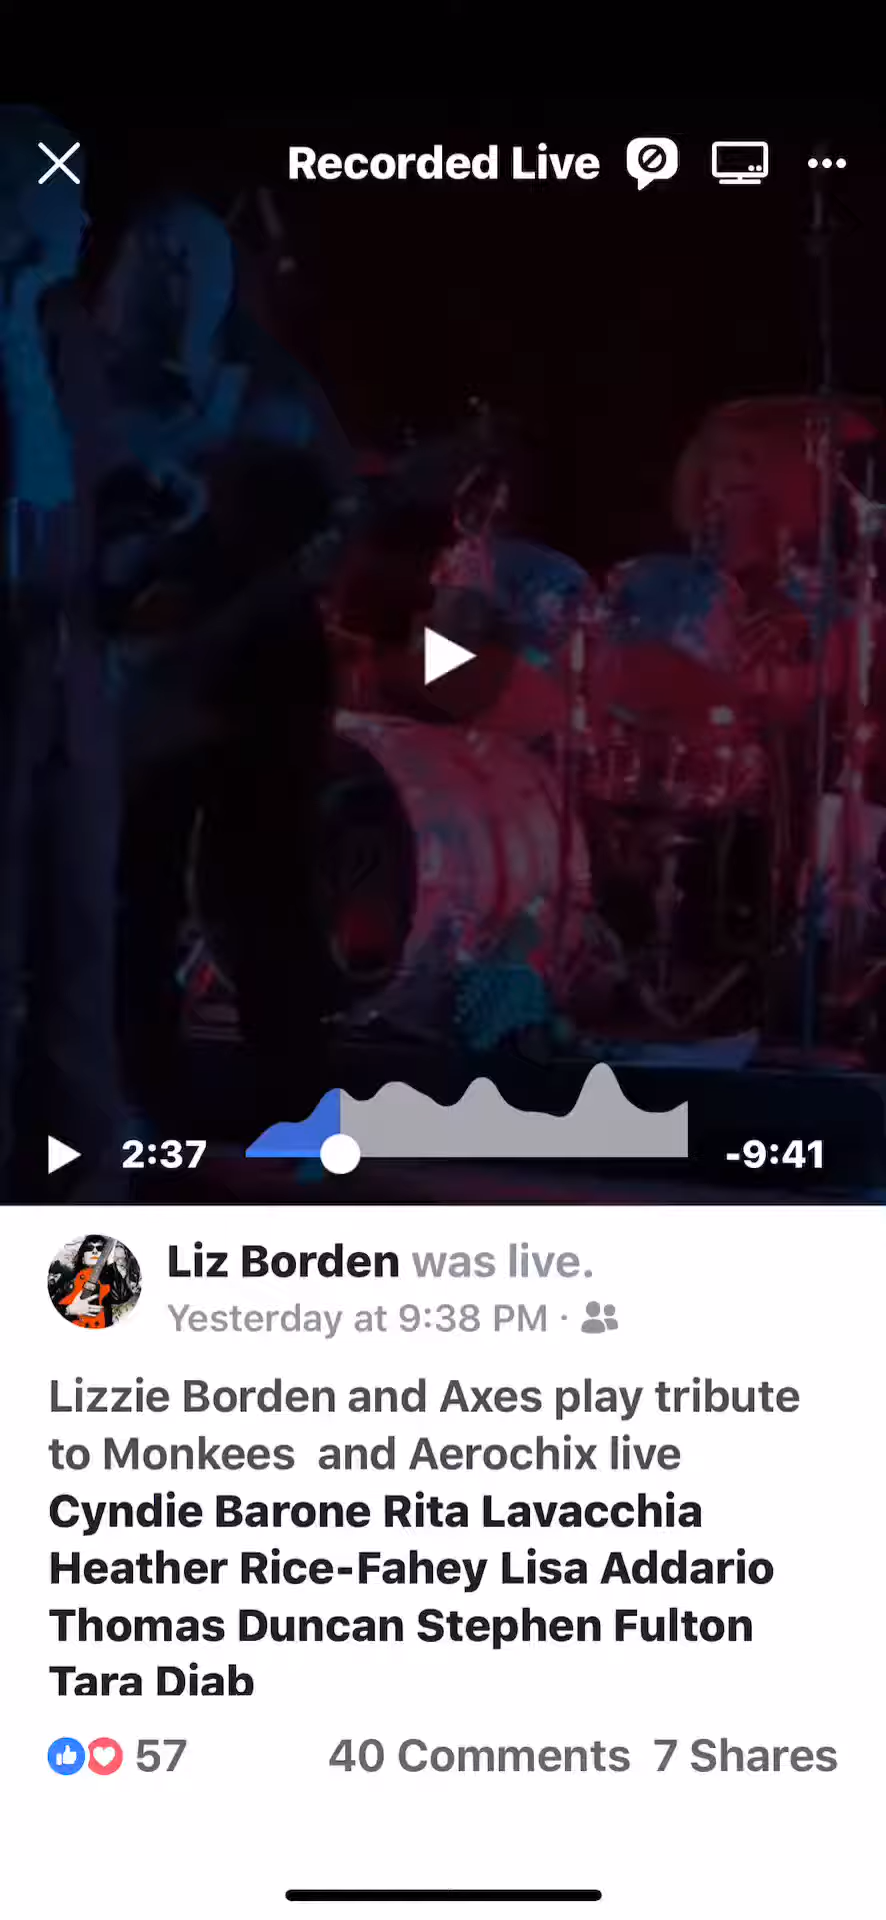 Recorded Live
2:37
-9:41
Liz Borden was live.
Yesterday at 9:38 PM ·
Lizzie Borden and Axes play tribute
to Monkees  and Aerochix live
Cyndie Barone Rita Lavacchia
Heather Rice-Fahey Lisa Addario
Thomas Duncan Stephen Fulton
Tara Diab
57
40 Comments 7 Shares